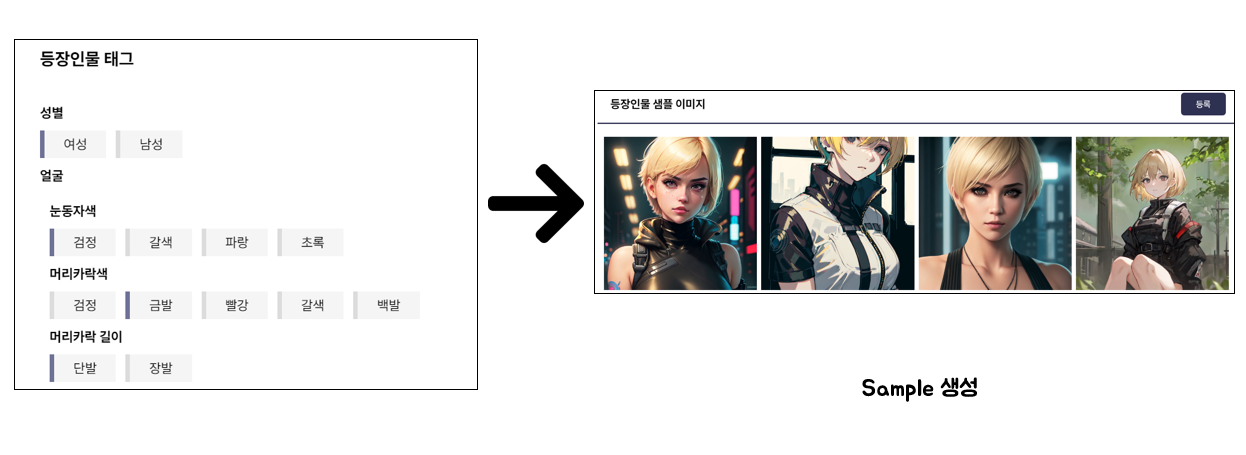 등장인물 태그
성별
여성 남성
얼굴
눈동자색
검정 갈색 파랑 초록
머리카락색
검정 금발 빨강 갈색 백발
머리카락 길이
단발 장발
등장인물 샘플 이미지 등록
Sample 생성